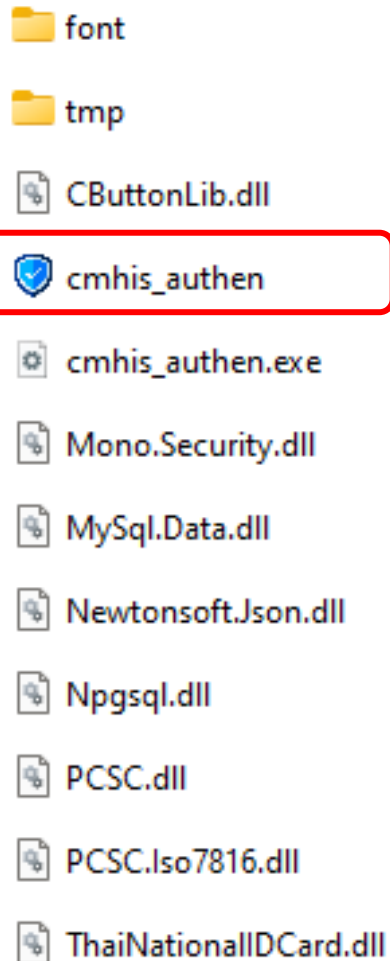 font
tmp
CButtonLib.dll
cmhis_authen
cmhis_authen.exe
Mono.Security.dll
MySql.Data.dll
Newtonsoft.Json.dll
Npgsql.dll
PCSC.dll
PCSC.Iso7816.dll
ThaiNationalIDCard.dll